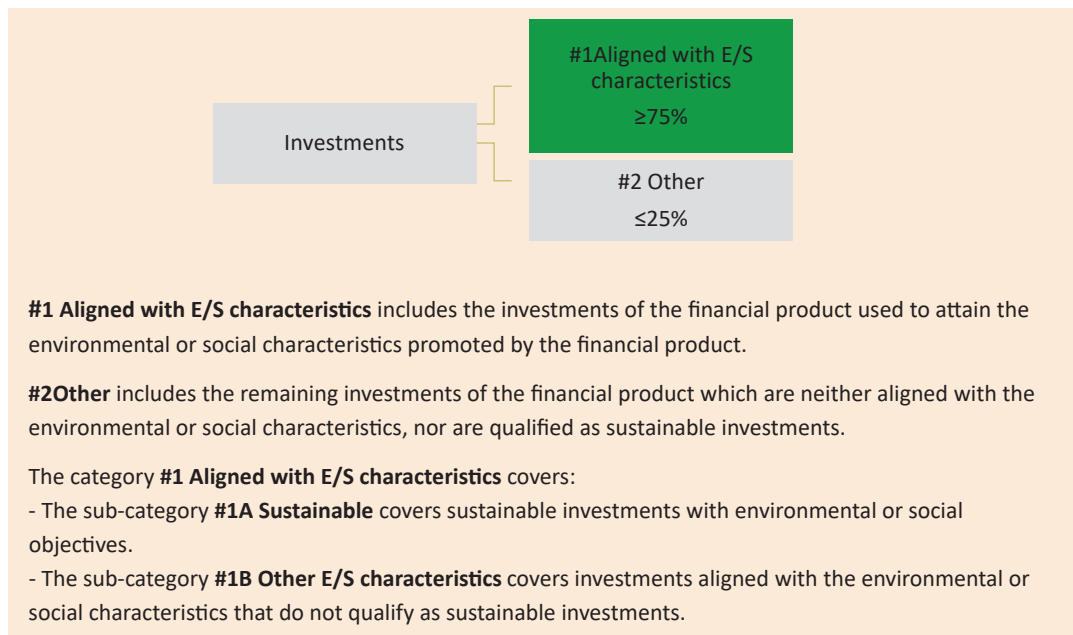 #1Aligned with E/S
characteristics
≥75%
Investments
#2 Other
≤25%
#1 Aligned with E/S characteristics includes the investments of the financial product used to attain the
environmental or social characteristics promoted by the financial product.
#2Other includes the remaining investments of the financial product which are neither aligned with the
environmental or social characteristics, nor are qualified as sustainable investments.
The category #1 Aligned with E/S characteristics covers:
- The sub-category #1A Sustainable covers sustainable investments with environmental or social
objectives.
- The sub-category #1B Other E/S characteristics covers investments aligned with the environmental or
social characteristics that do not qualify as sustainable investments.